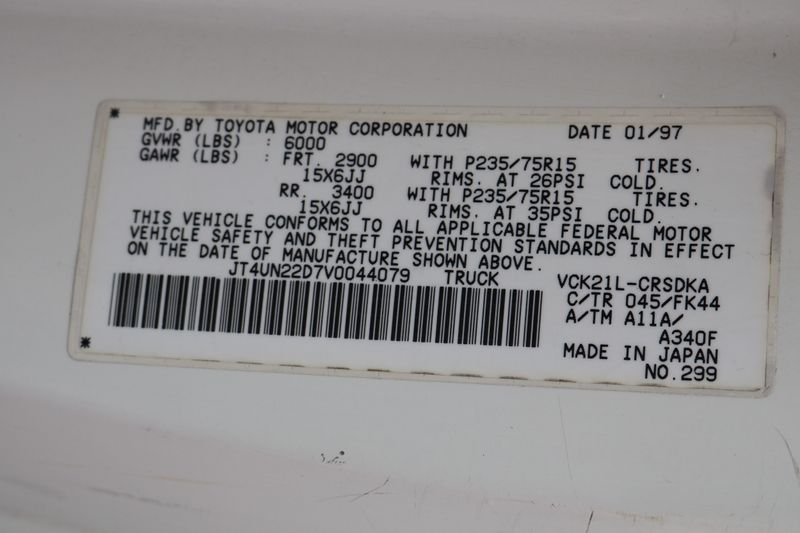 MFD. BY TOYOTA MOTOR CORPORATION DATE 01/97
GVWR (LBS) : 6000
GAWR (LBS) : FRT. 2900 WITH P235/75R15 TIRES.
15X6JJ RIMS. AT 26PSI COLD.
RR. 3400 WITH P235/75R15 TIRES.
15X6JJ RIMS. AT 35PSI COLD.
THIS VEHICLE CONFORMS TO ALL APPLICABLE FEDERAL MOTOR
VEHICLE SAFETY AND THEFT PREVENTION STANDARDS IN EFFECT
ON THE DATE OF MANUFACTURE SHOWN ABOVE.
JT4UN22D7V0044079 TRUCK VCK21L-CRSDKA
C/TR 045/FK44
A/TM A11A/
A340F
MADE IN JAPAN
NO.299